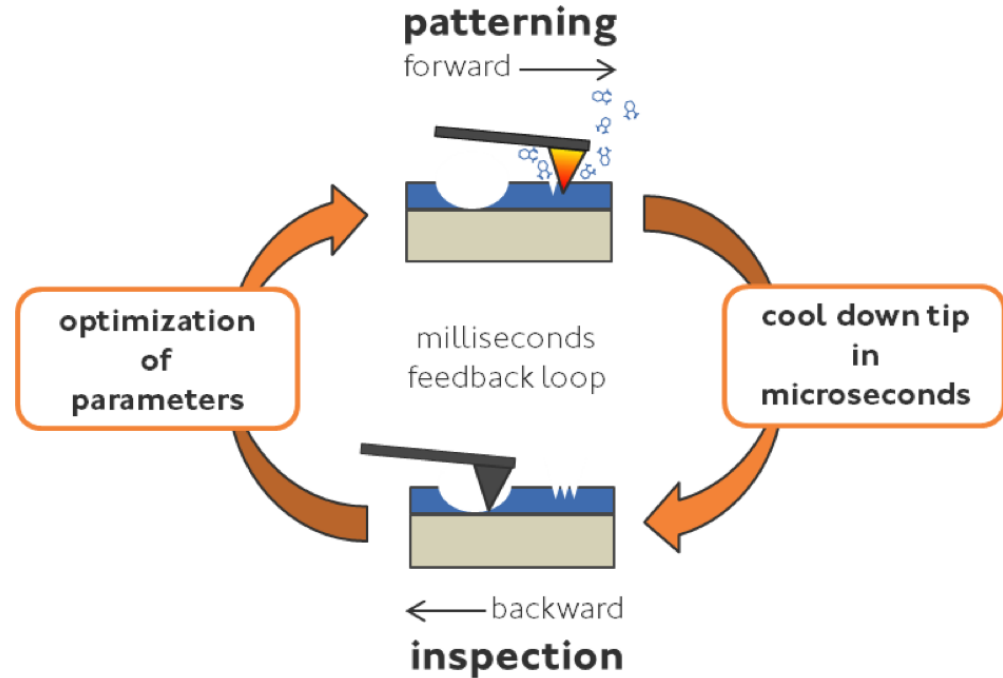 patterning
forward
optimization
of
parameters
milliseconds
feedback loop
cool down tip
in
microseconds
backward
inspection